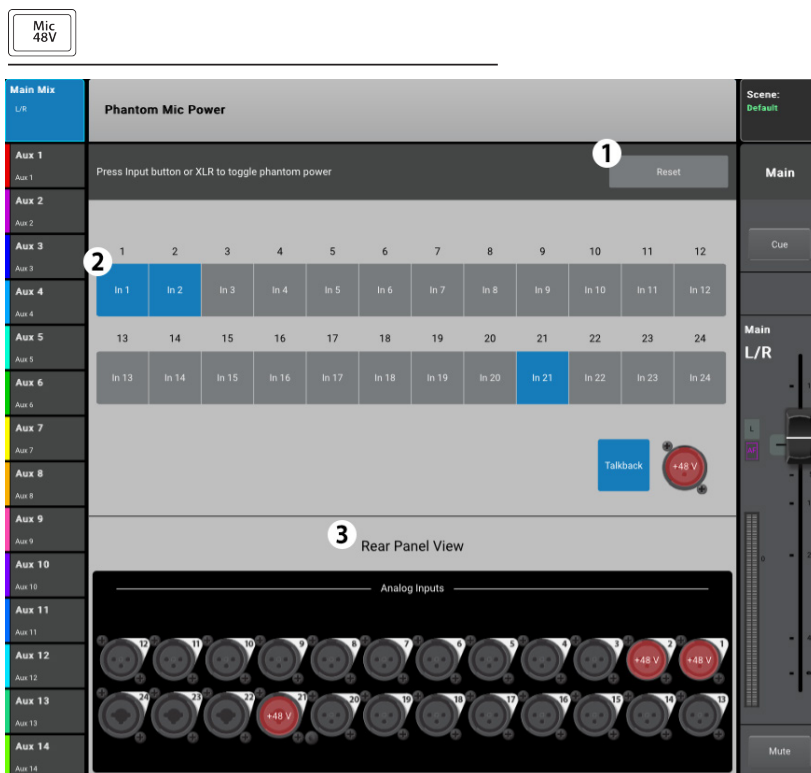 Mic
48V
Main Mix
L/R
Phantom Mic Power
Scene:
Default
Press Input button or XLR to toggle phantom power
1
Reset
Main
Aux 1
Aux 1
Aux 2
Aux 2
Aux 3
Aux 3
Aux 4
Aux 4
Aux 5
Aux 5
Aux 6
Aux 6
Aux 7
Aux 7
Aux 8
Aux 8
Aux 9
Aux 9
Aux 10
Aux 10
Aux 11
Aux 11
Aux 12
Aux 12
Aux 13
Aux 13
Aux 14
Aux 14
2
1 2 3 4 5 6 7 8 9 10 11 12
In 1 In 2 In 3 In 4 In 5 In 6 In 7 In 8 In 9 In 10 In 11 In 12
13 14 15 16 17 18 19 20 21 22 23 24
In 13 In 14 In 15 In 16 In 17 In 18 In 19 In 20 In 21 In 22 In 23 In 24
Talkback +48 V
3
Rear Panel View
Analog Inputs
12 11 10 9 8 7 6 5 4 3 2 1
+48 V +48 V
24 23 22 21 20 19 18 17 16 15 14 13
+48 V
Cue
Main
L/R
L
0
Mute